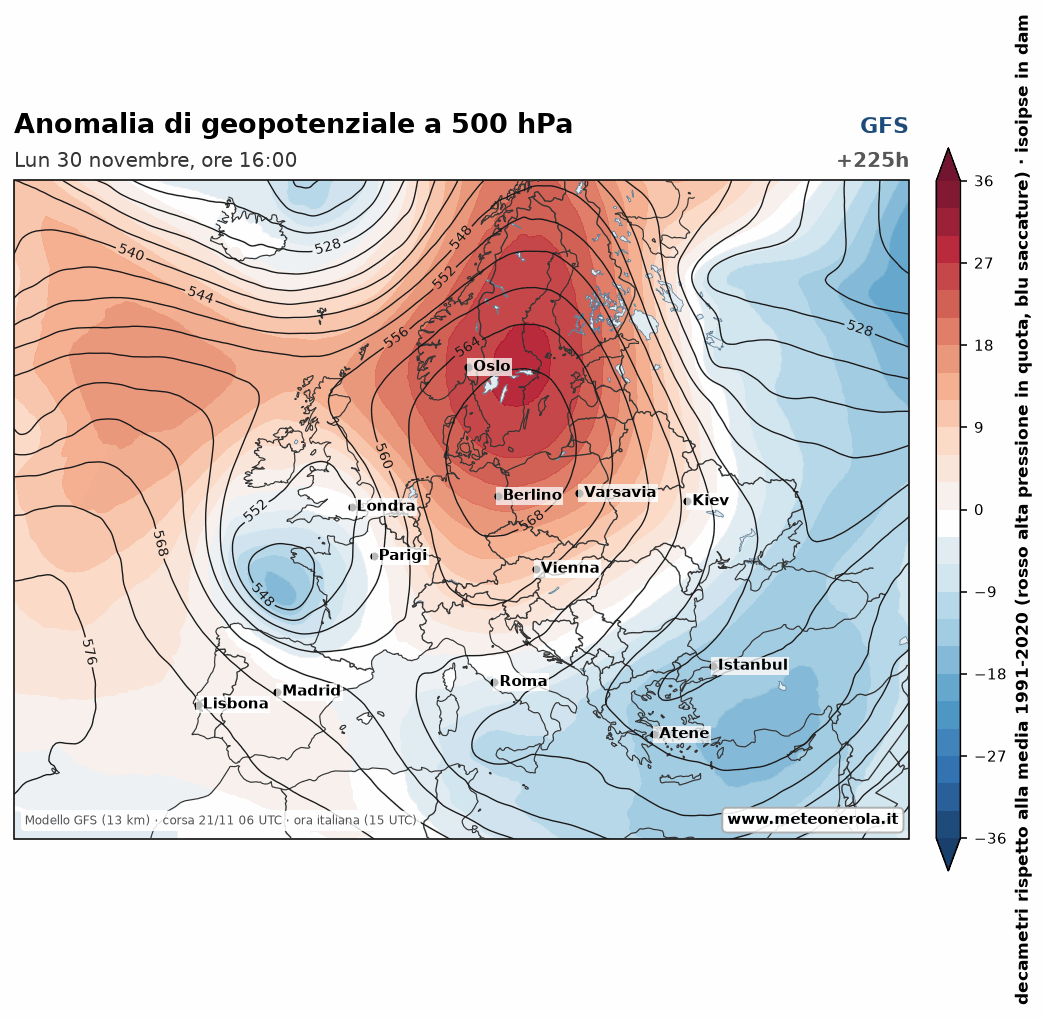 Anomalia di geopotenziale a 500 hPa
GFS
Lun 30 novembre, ore 16:00
+225h
528
540
548
544
552
556
564
528
Oslo
560
552
Londra
Berlino
Varsavia
Kiev
568
568
Parigi
Vienna
548
576
Istanbul
Roma
Madrid
Lisbona
Atene
Modello GFS (13 km) · corsa 21/11 06 UTC · ora italiana (15 UTC)
www.meteonerola.it
36
27
18
9
0
−9
−18
−27
−36
decametri rispetto alla media 1991-2020 (rosso alta pressione in quota, blu saccature) · isoipse in dam